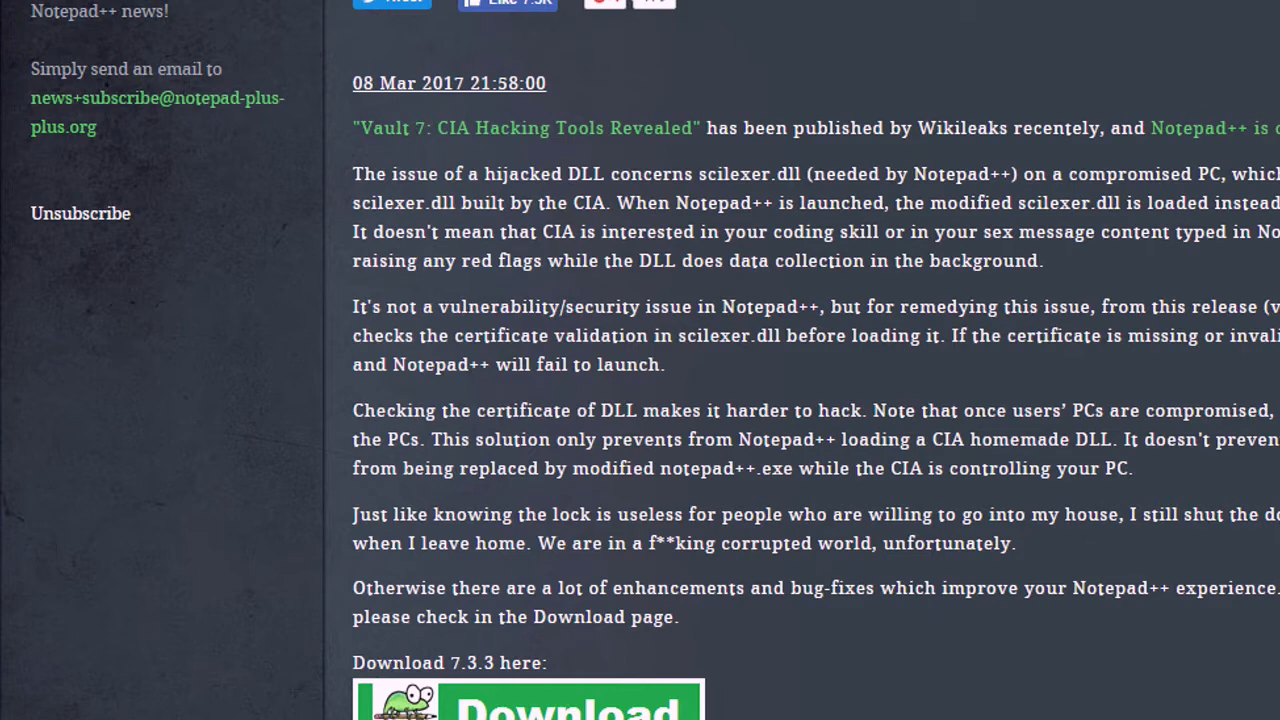 Notepad++ news!
Simply send an email to
news+subscribe@notepad-plus-
plus.org
Unsubscribe
Tweet
Like 7.5K
08 Mar 2017 21:58:00
"Vault 7: CIA Hacking Tools Revealed" has been published by Wikileaks recentely, and Notepad++ is
The issue of a hijacked DLL concerns scilexer.dll (needed by Notepad++) on a compromised PC, which
scilexer.dll built by the CIA. When Notepad++ is launched, the modified scilexer.dll is loaded instead
It doesn't mean that CIA is interested in your coding skill or in your sex message content typed in No
raising any red flags while the DLL does data collection in the background.
It's not a vulnerability/security issue in Notepad++, but for remedying this issue, from this release (v
checks the certificate validation in scilexer.dll before loading it. If the certificate is missing or invali
and Notepad++ will fail to launch.
Checking the certificate of DLL makes it harder to hack. Note that once users’ PCs are compromised,
the PCs. This solution only prevents from Notepad++ loading a CIA homemade DLL. It doesn't preven
from being replaced by modified notepad++.exe while the CIA is controlling your PC.
Just like knowing the lock is useless for people who are willing to go into my house, I still shut the do
when I leave home. We are in a f**king corrupted world, unfortunately.
Otherwise there are a lot of enhancements and bug-fixes which improve your Notepad++ experience.
please check in the Download page.
Download 7.3.3 here:
Download